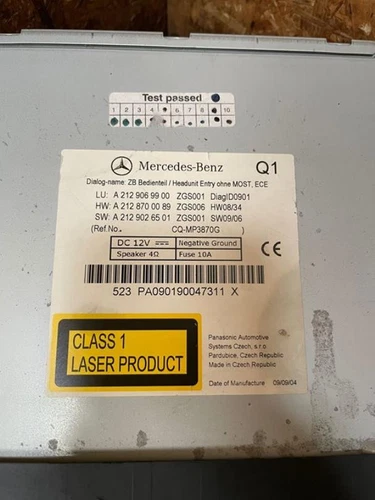 Test passed
1 2 3 4 5 6 7 8 9 10
Mercedes-Benz Q1
Dialog-name: ZB Bedienteil / Headunit Entry ohne MOST, ECE
LU: A 212 906 99 00 ZGS001 DiagID0901
HW: A 212 870 00 89 ZGS006 HW08/34
SW: A 212 902 65 01 ZGS001 SW09/06
(Ref.No CQ-MP3870G )
DC 12V Negative Ground
Speaker 4Ω Fuse 10A
523 PA090190047311 X
CLASS 1
LASER PRODUCT
Panasonic Automotive
Systems Czech, s.r.o
Pardubice, Czech Republic
Made in Czech Republic
Date of Manufacture 09/09/04